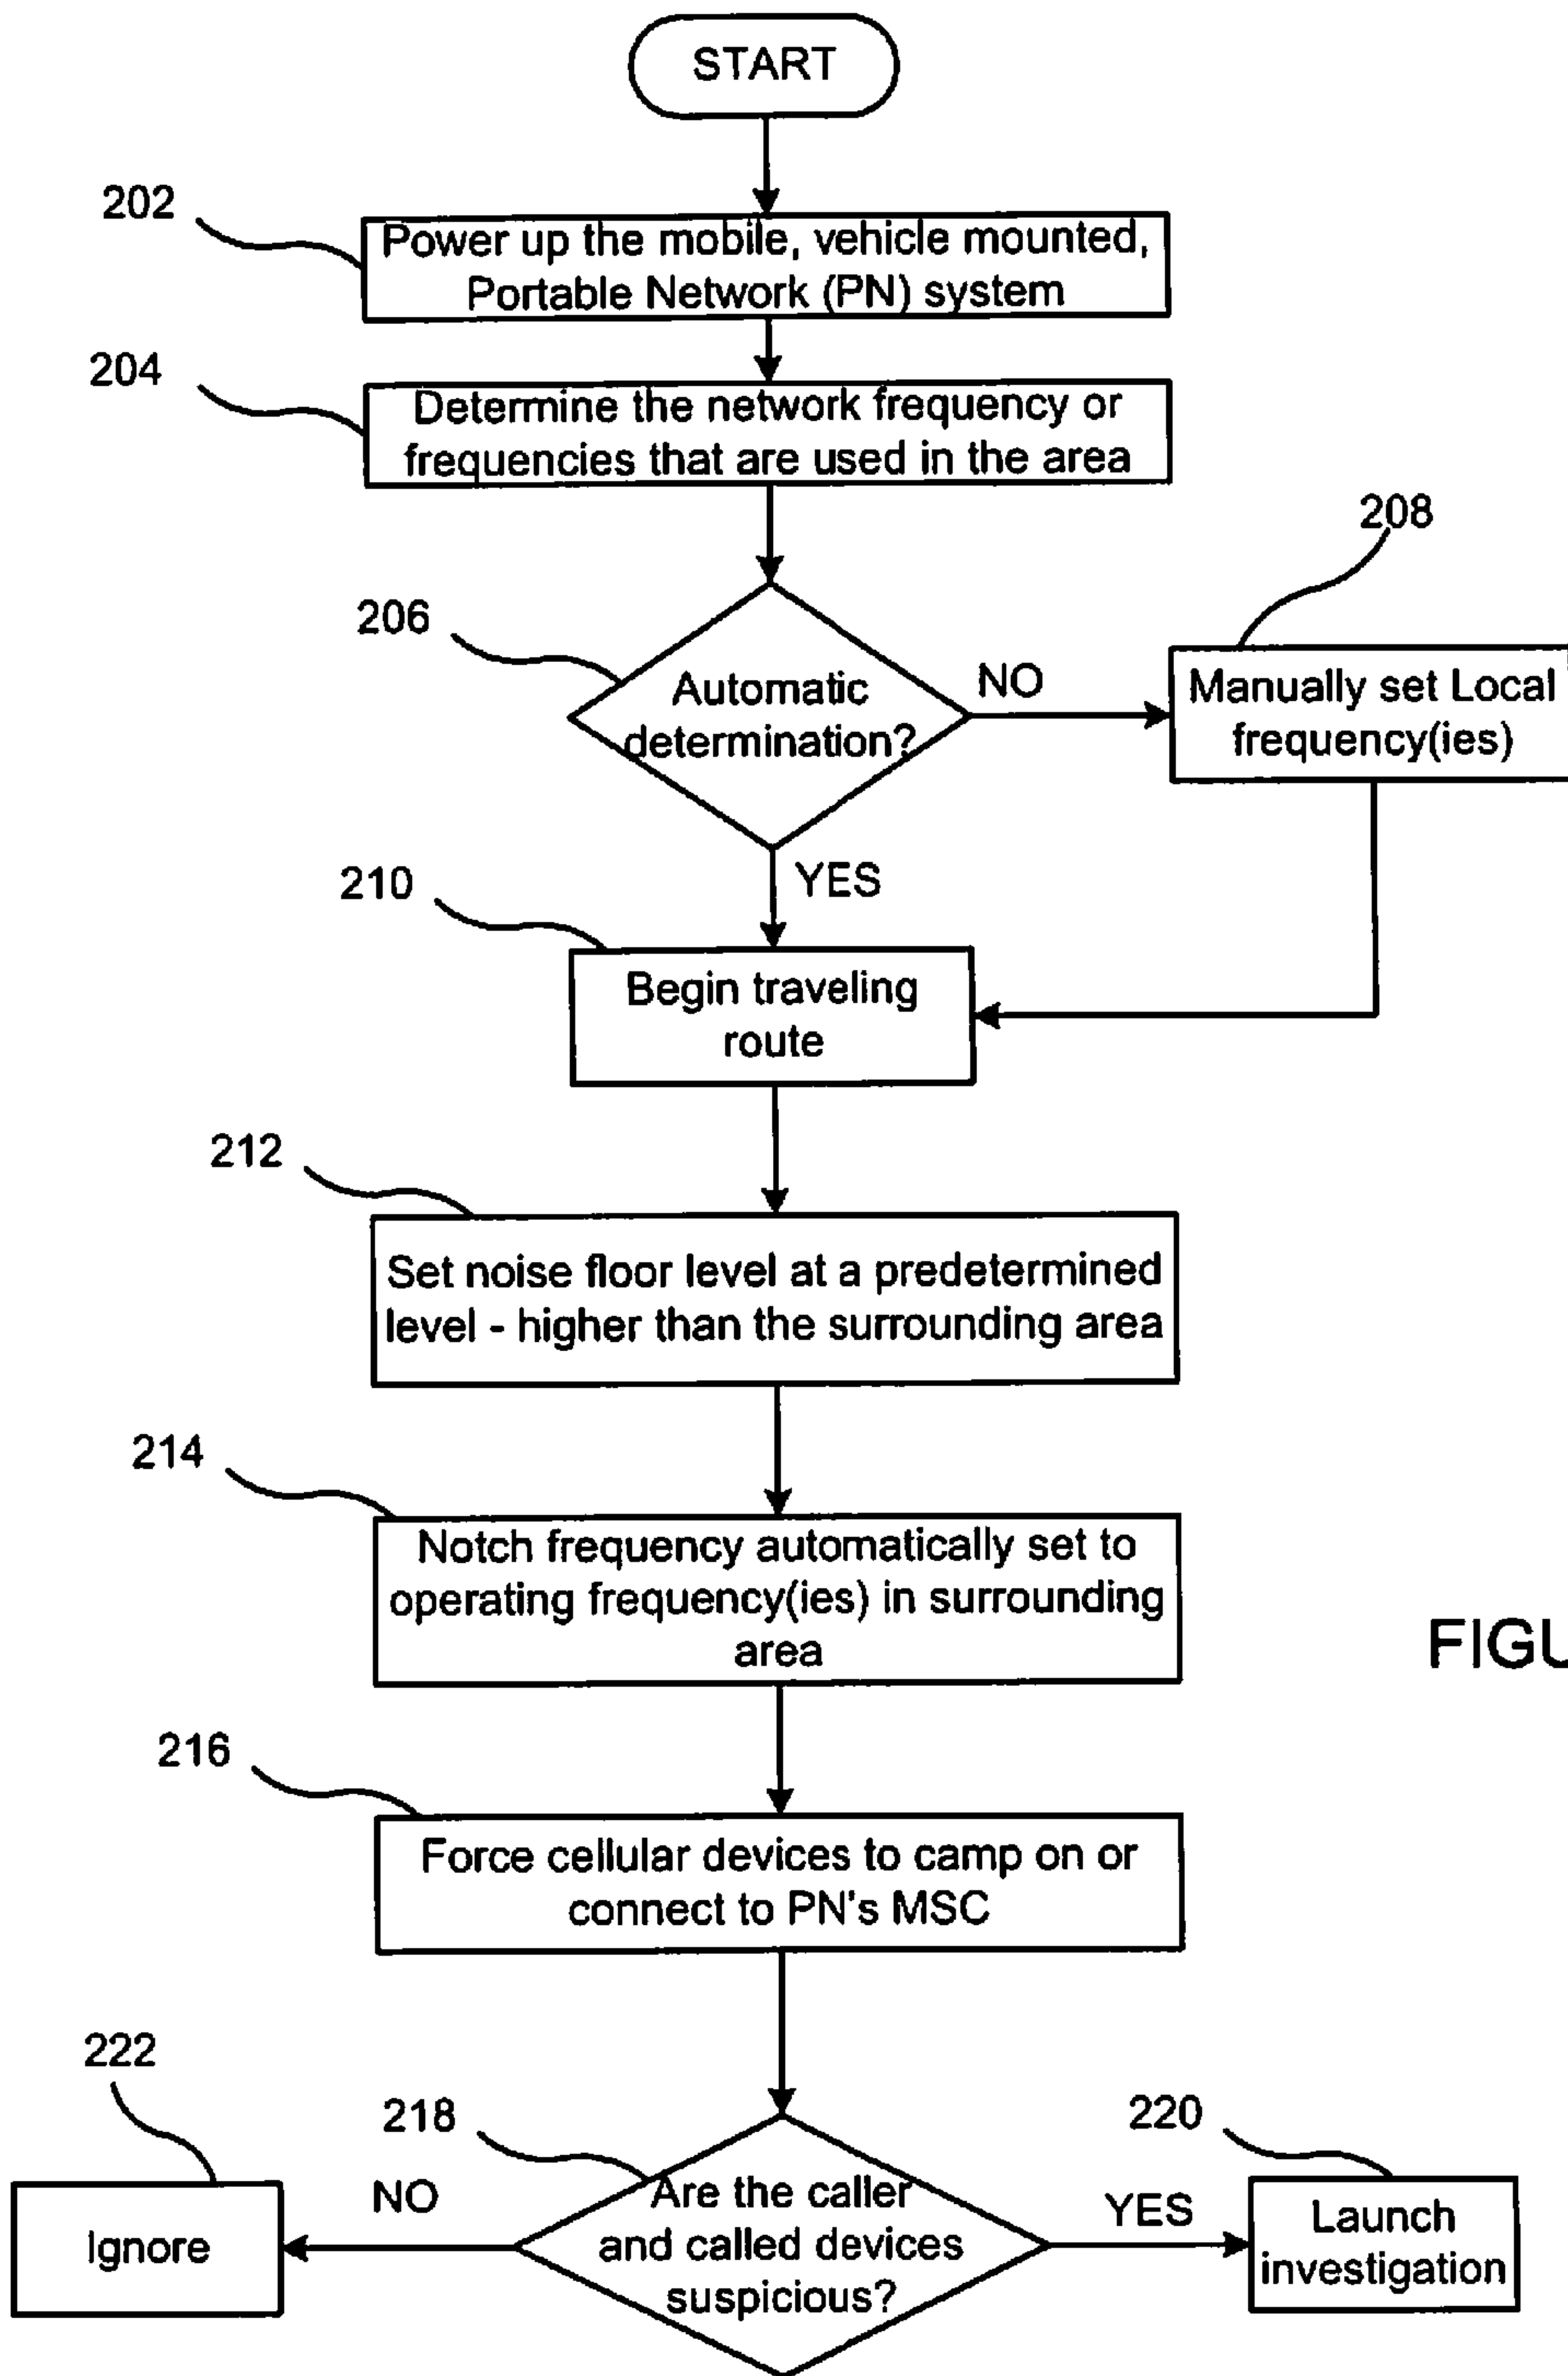 START
202
Power up the mobile, vehicle mounted,
Portable Network (PN) system
204
Determine the network frequency or
frequencies that are used in the area
206
Automatic
determination?
NO
208
Manually set Local
frequency(ies)
YES
210
Begin traveling
route
212
Set noise floor level at a predetermined
level - higher than the surrounding area
214
Notch frequency automatically set to
operating frequency(ies) in surrounding
area
FIGU
216
Force cellular devices to camp on or
connect to PN's MSC
218
Are the caller
and called devices
suspicious?
NO
222
Ignore
YES
220
Launch
investigation